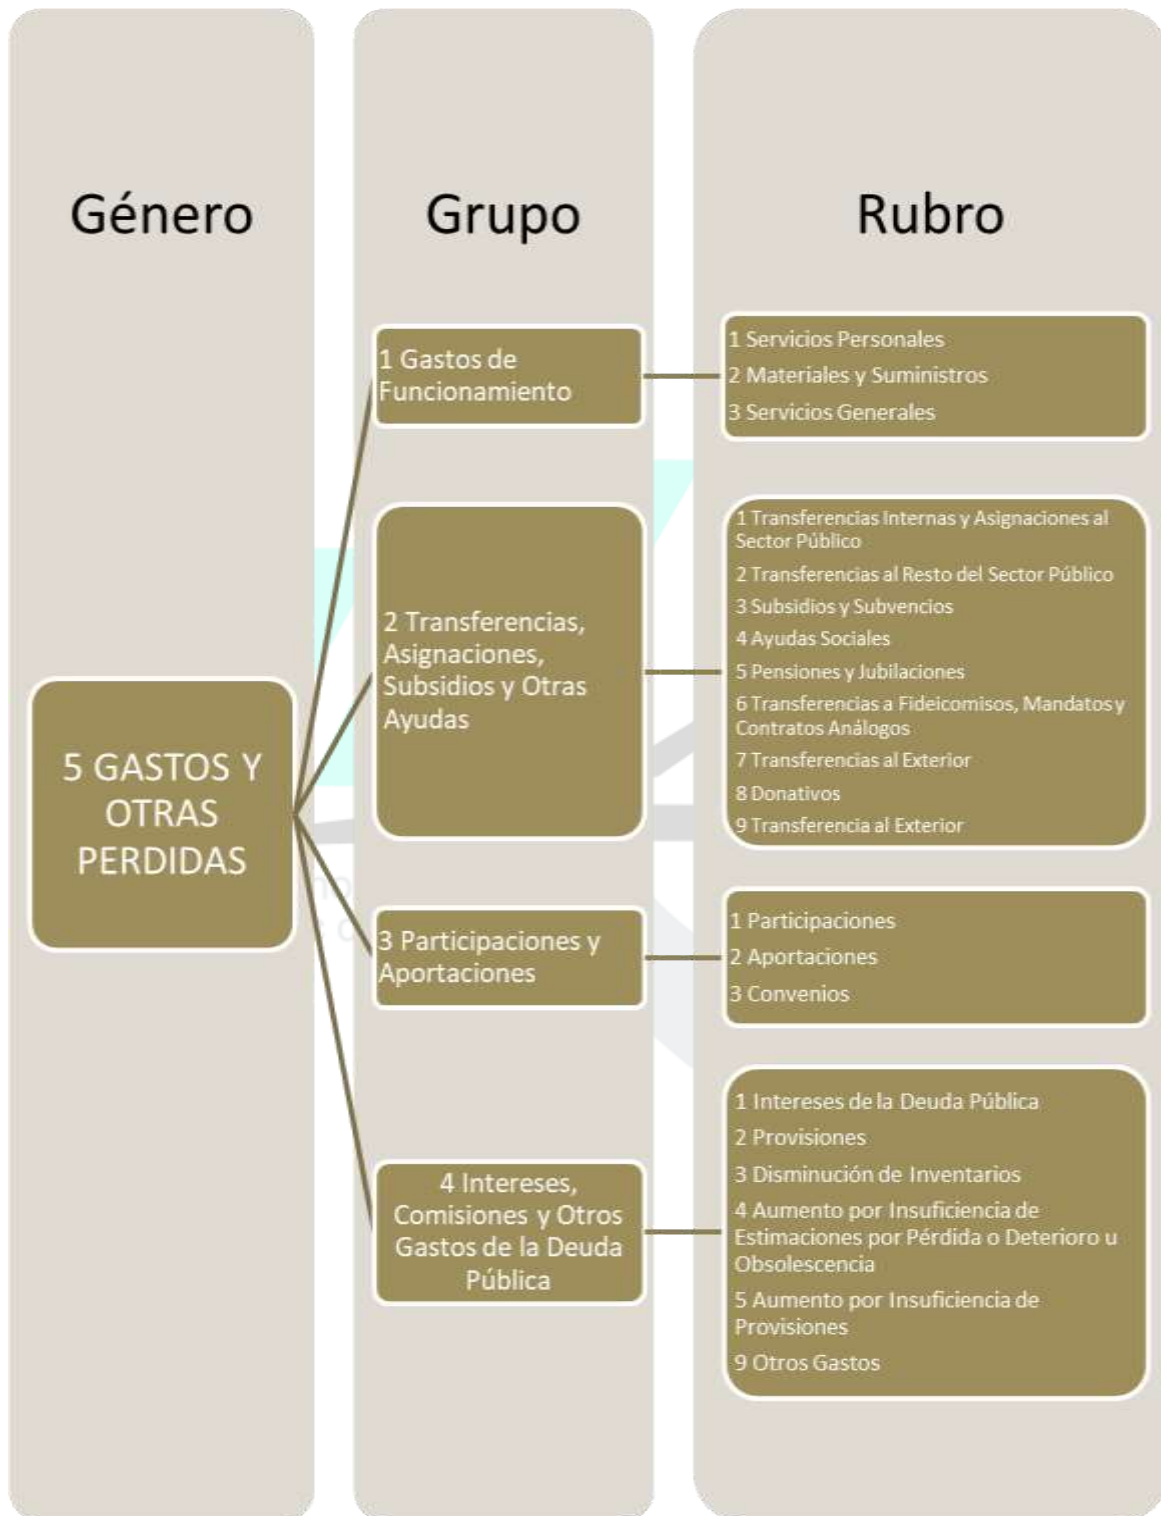 Género
Grupo
Rubro
5 GASTOS Y
OTRAS
PERDIDAS
1 Gastos de
Funcionamiento
1 Servicios Personales
2 Materiales y Suministros
3 Servicios Generales
2 Transferencias,
Asignaciones,
Subsidios y Otras
Ayudas
1 Transferencias Internas y Asignaciones al
Sector Público
2 Transferencias al Resto del Sector Público
3 Subsidios y Subvencios
4 Ayudas Sociales
5 Pensiones y Jubilaciones
6 Transferencias a Fideicomisos, Mandatos y
Contratos Análogos
7 Transferencias al Exterior
8 Donativos
9 Transferencia al Exterior
3 Participaciones y
Aportaciones
1 Participaciones
2 Aportaciones
3 Convenios
4 Intereses,
Comisiones y Otros
Gastos de la Deuda
Pública
1 Intereses de la Deuda Pública
2 Provisiones
3 Disminución de Inventarios
4 Aumento por Insuficiencia de
Estimaciones por Pérdida o Deterioro u
Obsolescencia
5 Aumento por Insuficiencia de
Provisiones
9 Otros Gastos